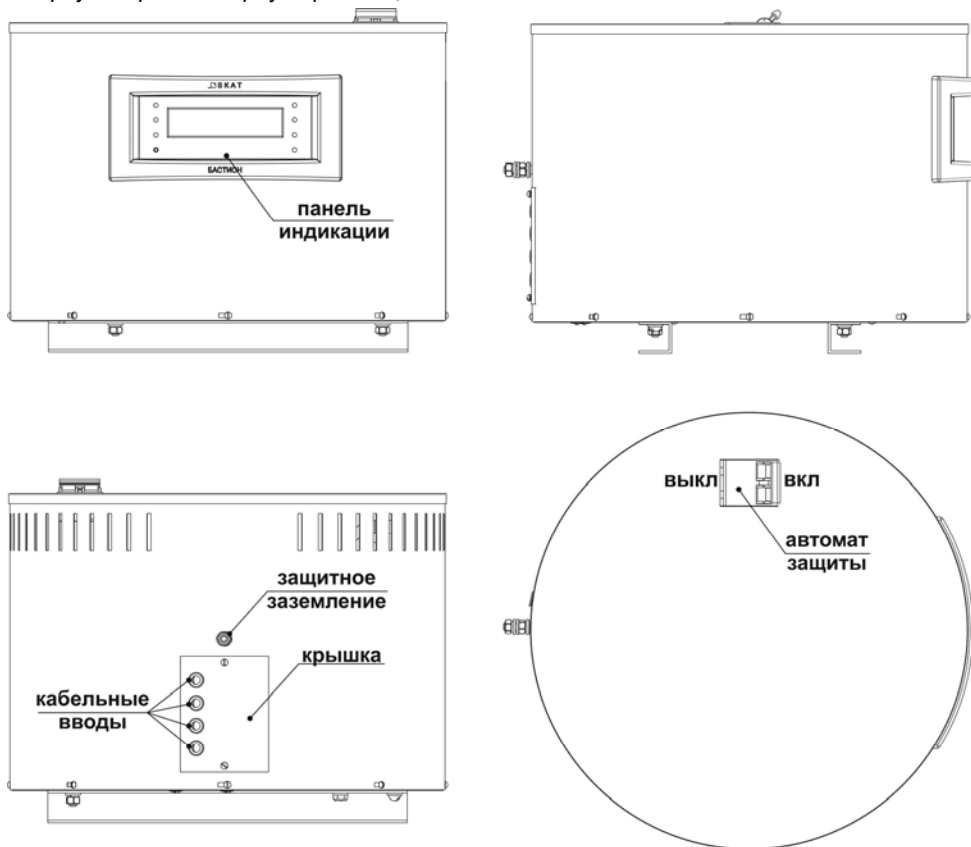 SKAT
БАСТИОН
панель
индикации
ВЫКЛ
ВКЛ
автомат
защиты
защитное
заземление
крышка
кабельные
вводы